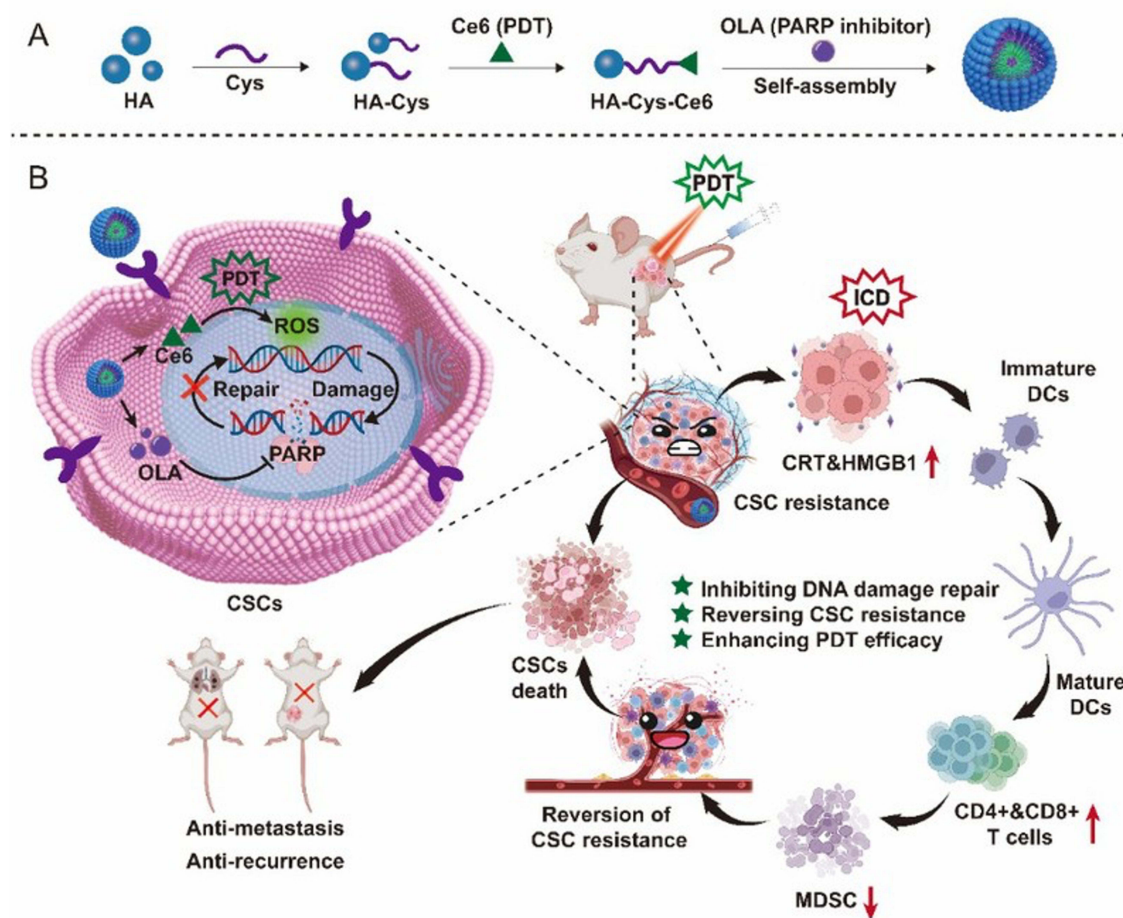 A
HA
Cys
HA-Cys
Ce6 (PDT)
HA-Cys-Ce6
OLA (PARP inhibitor)
Self-assembly
B
PDT
Ce6
ROS
Repair
Damage
OLA
PARP
CSCs
PDT
CSC resistance
ICD
CRT&HMGB1
Immature
DCs
Mature
DCs
CD4+&CD8+
T cells
MDSC
Reversion of
CSC resistance
CSCs
death
Inhibiting DNA damage repair
Reversing CSC resistance
Enhancing PDT efficacy
Anti-metastasis
Anti-recurrence